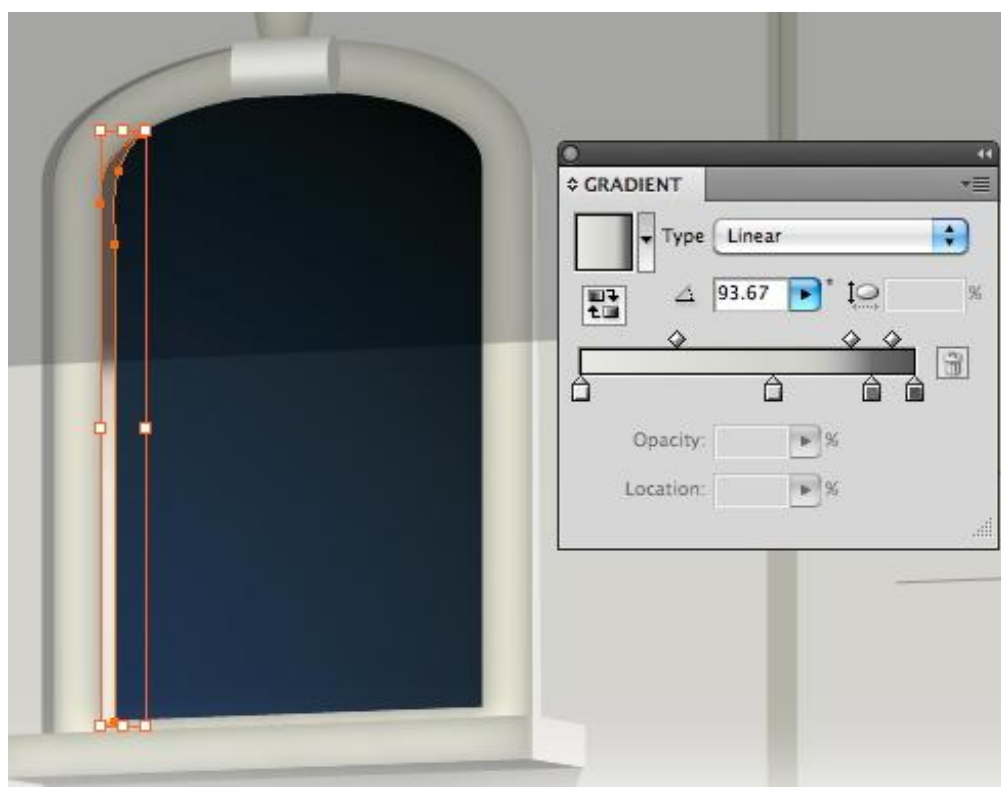 GRADIENT
Type Linear
93.67 ° %
Opacity: %
Location: %